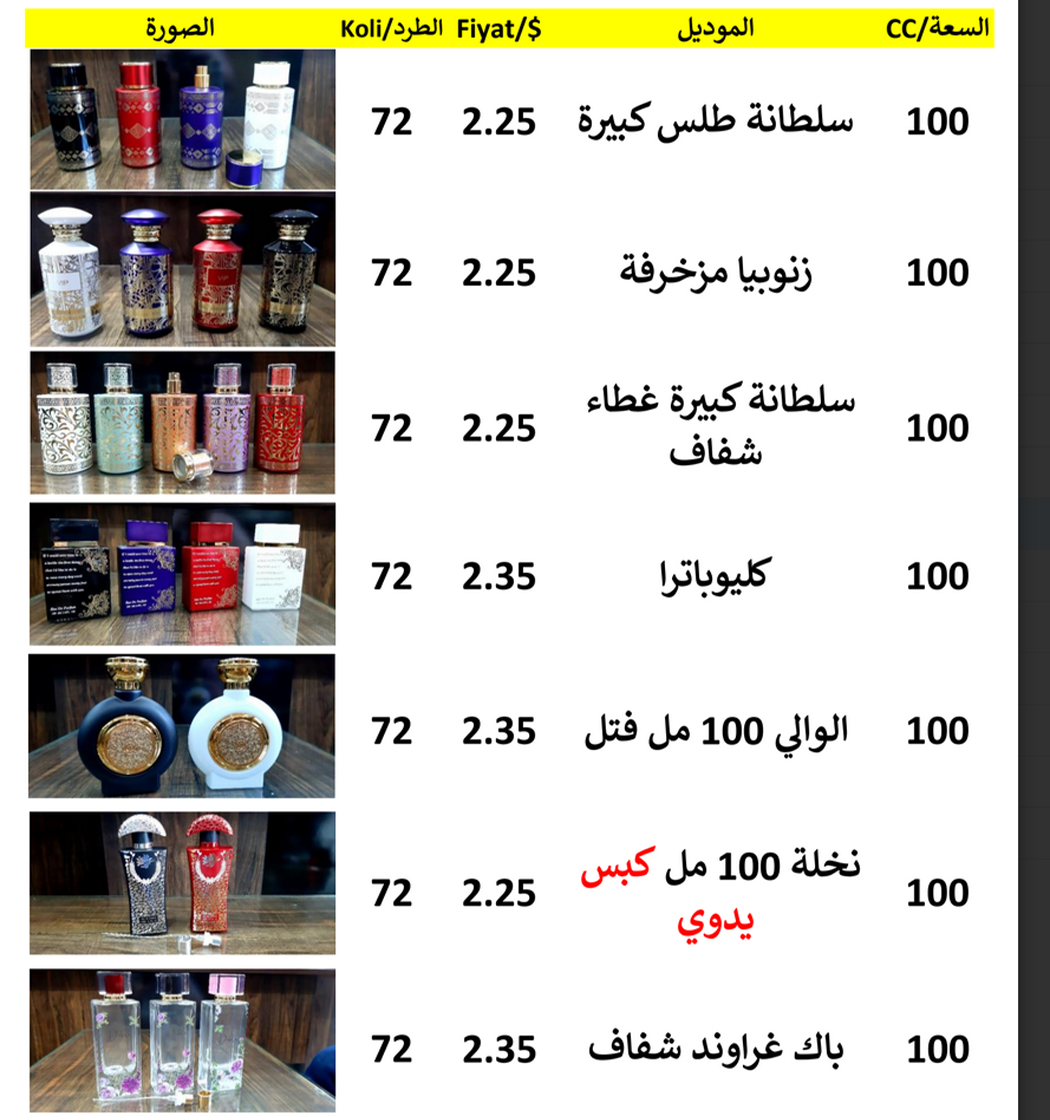 السعة/CC الموديل Fiyat/$ الطرد/Koli الصورة
100 سلطانة طلس كبيرة 2.25 72
100 زنوبيا مزخرفة 2.25 72
VIP
VIP
100 سلطانة كبيرة غطاء 2.25 72
شفاف
100 كليوباترا 2.35 72
100 الوالي 100 مل فتل 2.35 72
100 نخلة 100 مل كبس 2.25 72
يدوي
100 باك غراوند شفاف 2.35 72